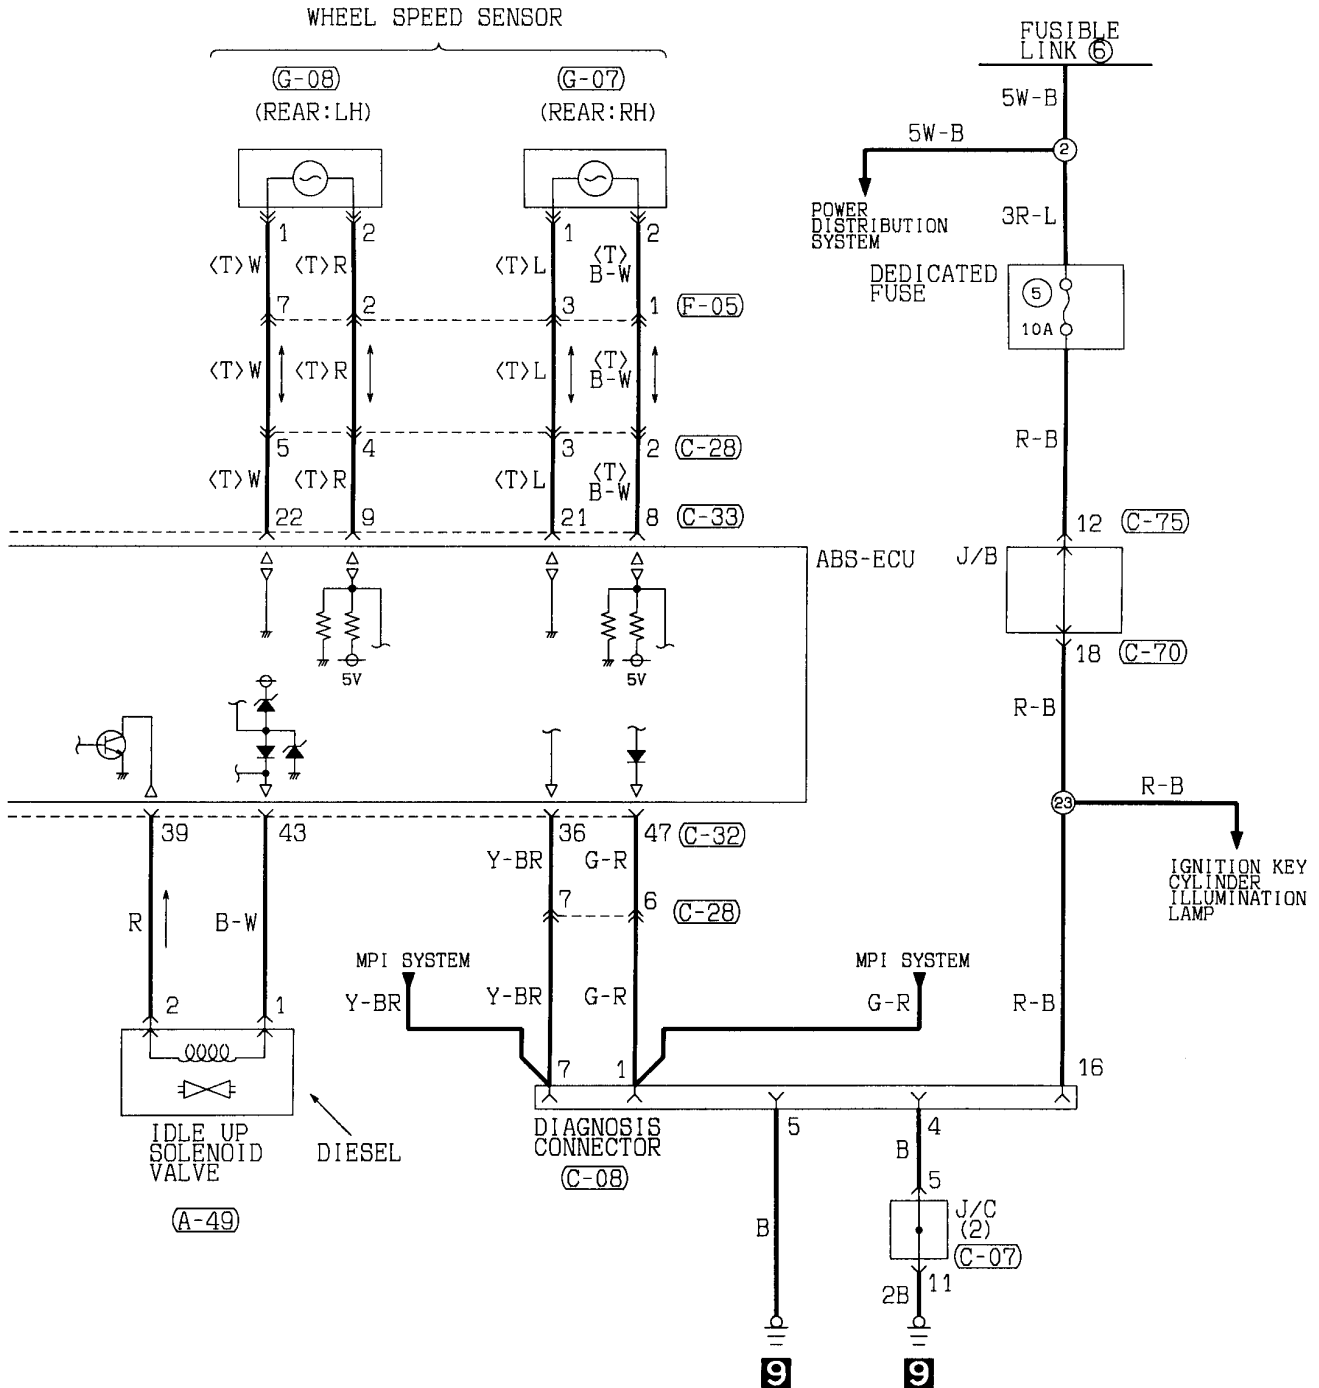 WHEEL SPEED SENSOR
FUSIBLE
LINK 6
(G-08)
(G-07)
(REAR:LH)
(REAR:RH)
5W-B
5W-B
2
POWER
DISTRIBUTION
SYSTEM
3R-L
1
2
1
2
<T>W
<T>R
<T>L
<T>
B-W
DEDICATED
FUSE
5
10A
7
2
3
1
(F-05)
<T>W
<T>R
<T>L
<T>
B-W
R-B
5
4
3
2
(C-28)
<T>W
<T>R
<T>L
<T>
B-W
22
9
21
8
(C-33)
12
(C-75)
ABS-ECU
J/B
5V
5V
18
(C-70)
R-B
23
R-B
IGNITION KEY
CYLINDER
ILLUMINATION
LAMP
39
43
36
47
(C-32)
Y-BR
G-R
7
6
(C-28)
R
B-W
MPI SYSTEM
MPI SYSTEM
Y-BR
Y-BR
G-R
G-R
R-B
2
1
7
1
16
IDLE UP
SOLENOID
VALVE
DIESEL
(A-49)
DIAGNOSIS
CONNECTOR
(C-08)
5
4
B
5
B
J/C
(2)
(C-07)
11
2B
9
9